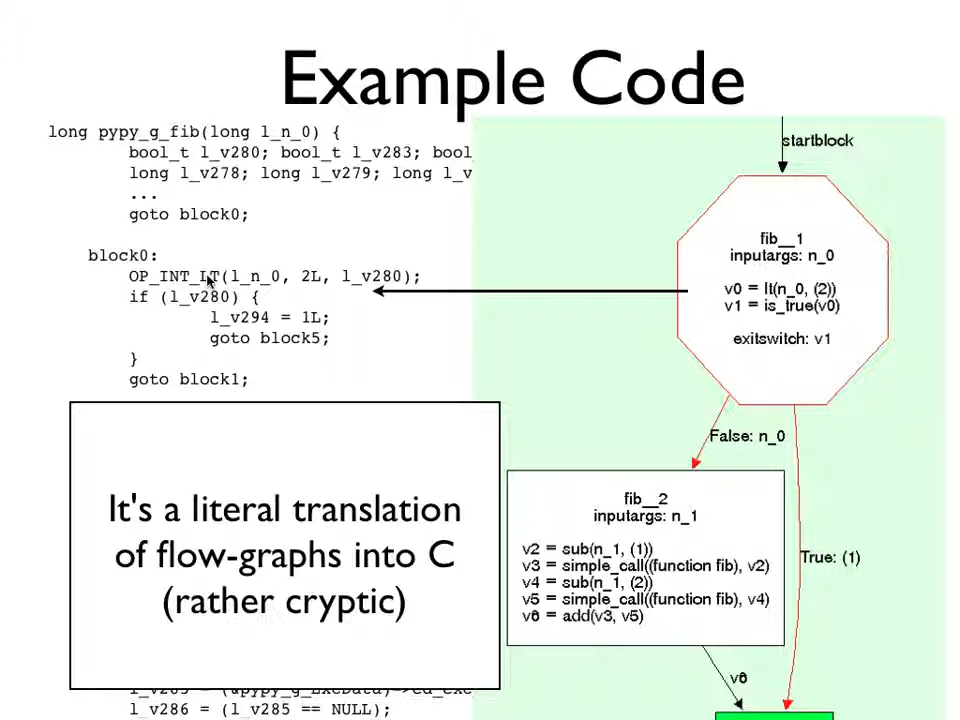 Example Code
long pypy_g_fib(long l_n_0) {
bool_t l_v280; bool_t l_v283; bool_
long l_v278; long l_v279; long l_v
...
goto block0;
block0:
OP_INT_LT(l_n_0, 2L, l_v280);
if (l_v280) {
l_v294 = 1L;
goto block5;
}
goto block1;
It's a literal translation
of flow-graphs into C
(rather cryptic)
l_v286 = (l_v285 == NULL);
startblock
fib__1
inputargs: n_0
v0 = lt(n_0, (2))
v1 = is_true(v0)
exitswitch: v1
False: n_0
True: (1)
fib__2
inputargs: n_1
v2 = sub(n_1, (1))
v3 = simple_call((function fib), v2)
v4 = sub(n_1, (2))
v5 = simple_call((function fib), v4)
v6 = add(v3, v5)
v6